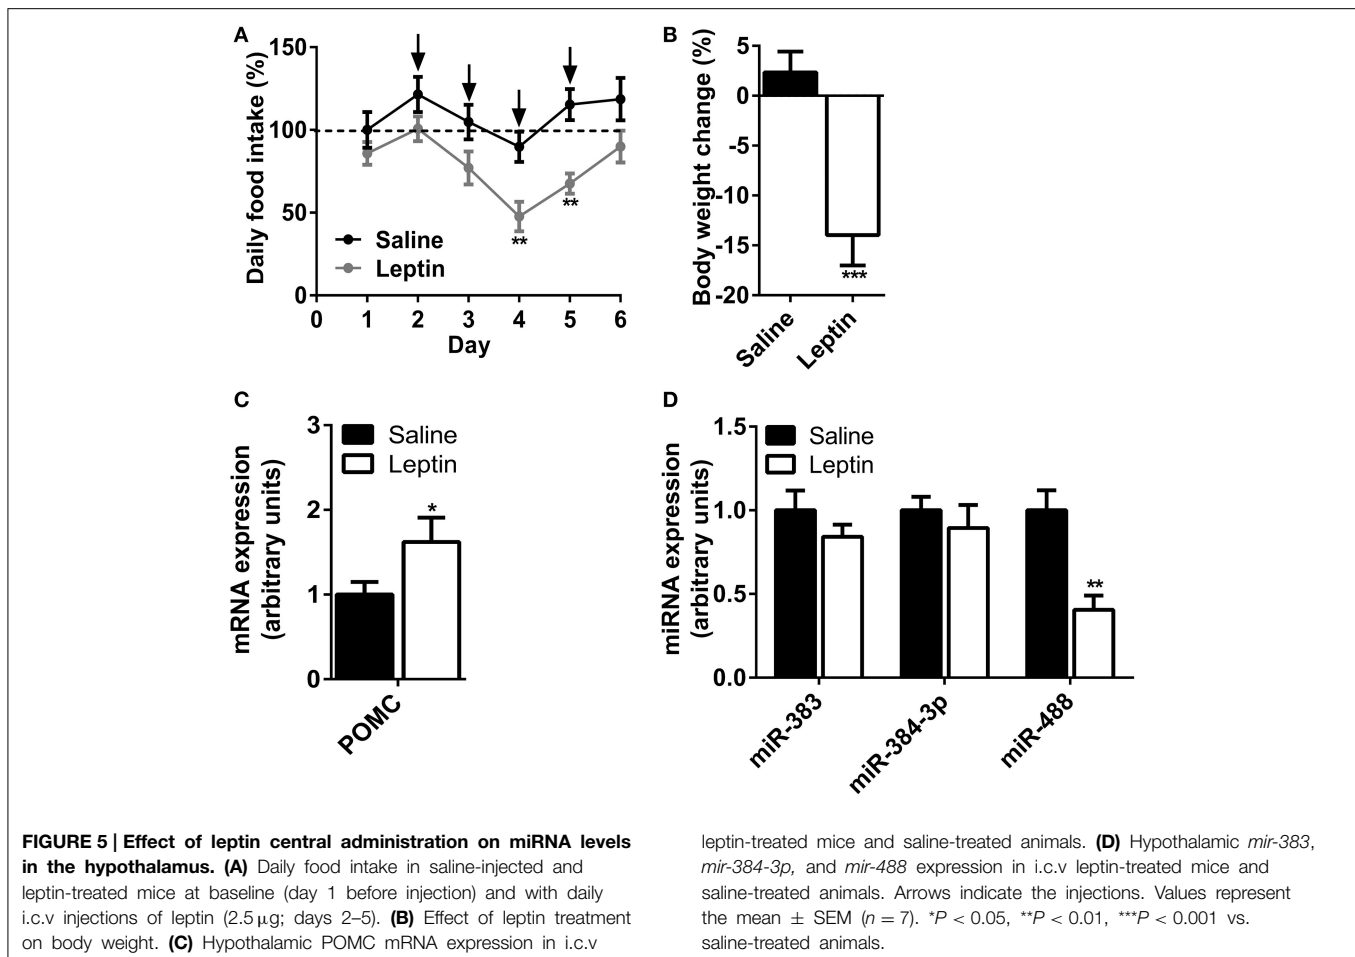 A
Daily food intake (%)
150
100
50
0
Saline
Leptin
**
**
0 1 2 3 4 5 6
Day
B
Body weight change (%)
5
0
-5
-10
-15
-20
***
Saline
Leptin
C
mRNA expression
(arbitrary units)
3
2
1
0
Saline
Leptin
*
POMC
D
miRNA expression
(arbitrary units)
1.5
1.0
0.5
0.0
Saline
Leptin
**
miR-383
miR-384-3p
miR-488
FIGURE 5 | Effect of leptin central administration on miRNA levels
in the hypothalamus. (A) Daily food intake in saline-injected and
leptin-treated mice at baseline (day 1 before injection) and with daily
i.c.v injections of leptin (2.5 μg; days 2–5). (B) Effect of leptin treatment
on body weight. (C) Hypothalamic POMC mRNA expression in i.c.v
leptin-treated mice and saline-treated animals. (D) Hypothalamic mir-383,
mir-384-3p, and mir-488 expression in i.c.v leptin-treated mice and
saline-treated animals. Arrows indicate the injections. Values represent
the mean ± SEM (n = 7). *P < 0.05, **P < 0.01, ***P < 0.001 vs.
saline-treated animals.